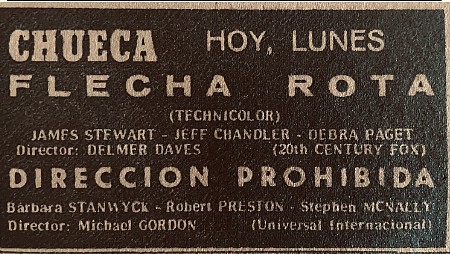 CHUECA HOY, LUNES
FLECHA ROTA
(TECHNICOLOR)
JAMES STEWART - JEFF CHANDLER - DEBRA PAGET
Director: DELMER DAVES (20th CENTURY FOX)
DIRECCION PROHIBIDA
Bárbara STANWYCK - Robert PRESTON - Stephen MCNALLY
Director: Michael GORDON (Universal Internacional)